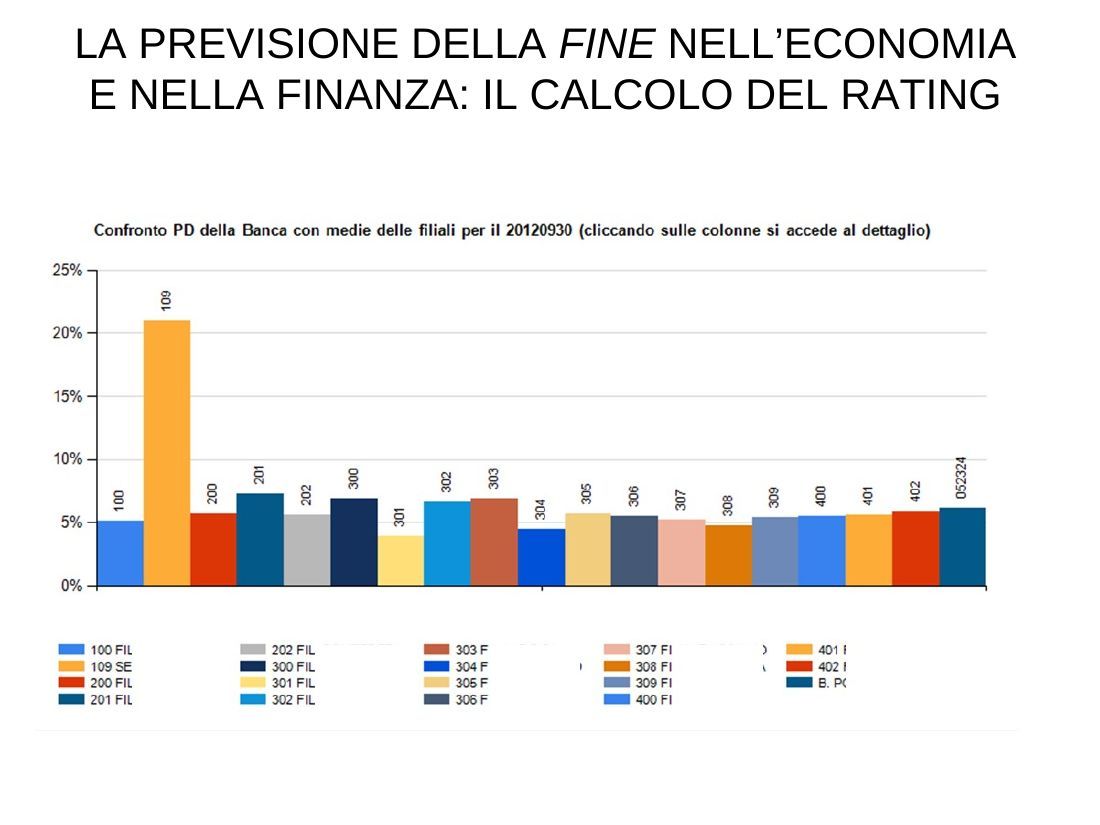 LA PREVISIONE DELLA FINE NELL’ECONOMIA
E NELLA FINANZA: IL CALCOLO DEL RATING
Confronto PD della Banca con medie delle filiali per il 20120930 (cliccando sulle colonne si accede al dettaglio)
25%
20%
15%
10%
5%
0%
100
109
200
201
202
300
301
302
303
304
305
306
307
308
309
400
401
402
052324
100 FIL
109 SE
200 FIL
201 FIL
202 FIL
300 FIL
301 FIL
302 FIL
303 F
304 F
305 F
306 F
307 FI
308 FI
309 FI
400 FI
401
402
B. P